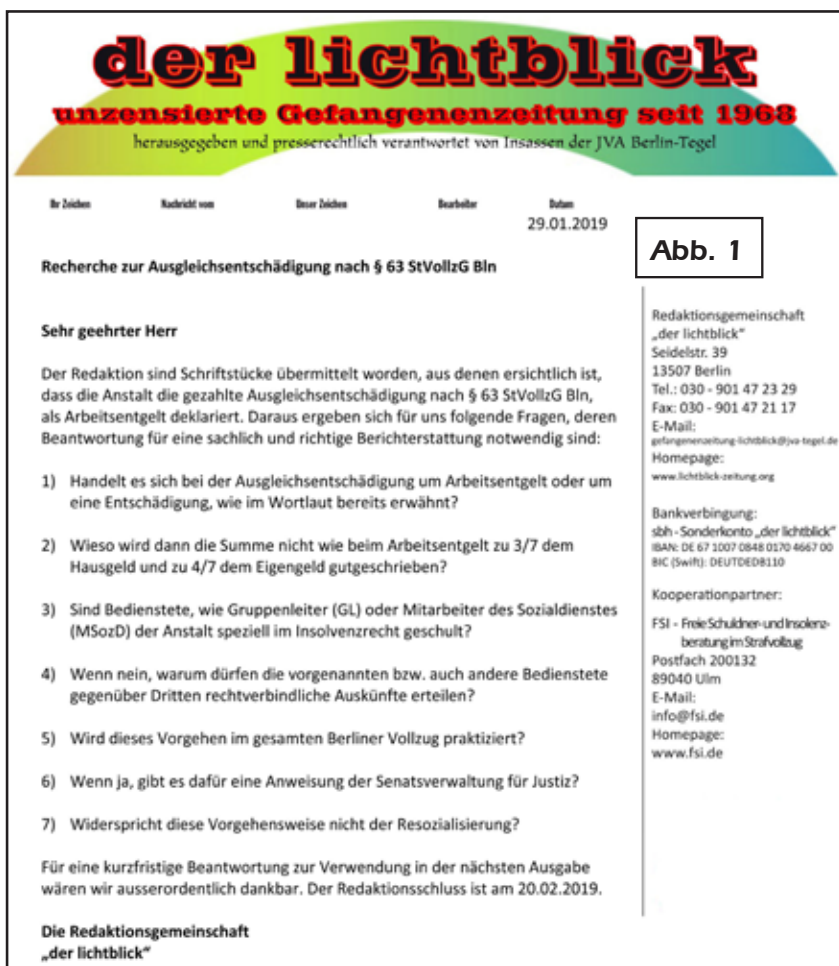 der lichtblick
unzensierte Gefangenenzeitung seit 1968
herausgegeben und presserechtlich verantwortet von Insassen der JVA Berlin-Tegel
Ihr Zeichen Nachricht vom Unser Zeichen Bearbeiter Datum
29.01.2019
Abb. 1
Recherche zur Ausgleichsentschädigung nach § 63 StVollzG Bln
Sehr geehrter Herr
Der Redaktion sind Schriftstücke übermittelt worden, aus denen ersichtlich ist,
dass die Anstalt die gezahlte Ausgleichsentschädigung nach § 63 StVollzG Bln,
als Arbeitsentgelt deklariert. Daraus ergeben sich für uns folgende Fragen, deren
Beantwortung für eine sachlich und richtige Berichterstattung notwendig sind:
1) Handelt es sich bei der Ausgleichsentschädigung um Arbeitsentgelt oder um
eine Entschädigung, wie im Wortlaut bereits erwähnt?
2) Wieso wird dann die Summe nicht wie beim Arbeitsentgelt zu 3/7 dem
Hausgeld und zu 4/7 dem Eigengeld gutgeschrieben?
3) Sind Bedienstete, wie Gruppenleiter (GL) oder Mitarbeiter des Sozialdienstes
(MSozD) der Anstalt speziell im Insolvenzrecht geschult?
4) Wenn nein, warum dürfen die vorgenannten bzw. auch andere Bedienstete
gegenüber Dritten rechtverbindliche Auskünfte erteilen?
5) Wird dieses Vorgehen im gesamten Berliner Vollzug praktiziert?
6) Wenn ja, gibt es dafür eine Anweisung der Senatsverwaltung für Justiz?
7) Widerspricht diese Vorgehensweise nicht der Resozialisierung?
Für eine kurzfristige Beantwortung zur Verwendung in der nächsten Ausgabe
wären wir ausserordentlich dankbar. Der Redaktionsschluss ist am 20.02.2019.
Die Redaktionsgemeinschaft
„der lichtblick“
Redaktionsgemeinschaft
„der lichtblick“
Seidelstr. 39
13507 Berlin
Tel.: 030 - 901 47 23 29
Fax: 030 - 901 47 21 17
E-Mail:
gefangenenzeitung-lichtblick@jva-tegel.de
Homepage:
www.lichtblick-zeitung.org
Bankverbingung:
sbh - Sonderkonto „der lichtblick“
IBAN: DE 67 1007 0848 0170 4667 00
BIC (Swift): DEUTDEDB110
Kooperationpartner:
FSI - Freie Schuldner- und Insolenz-
beratung im Strafvollzug
Postfach 200132
89040 Ulm
E-Mail:
info@fsi.de
Homepage:
www.fsi.de